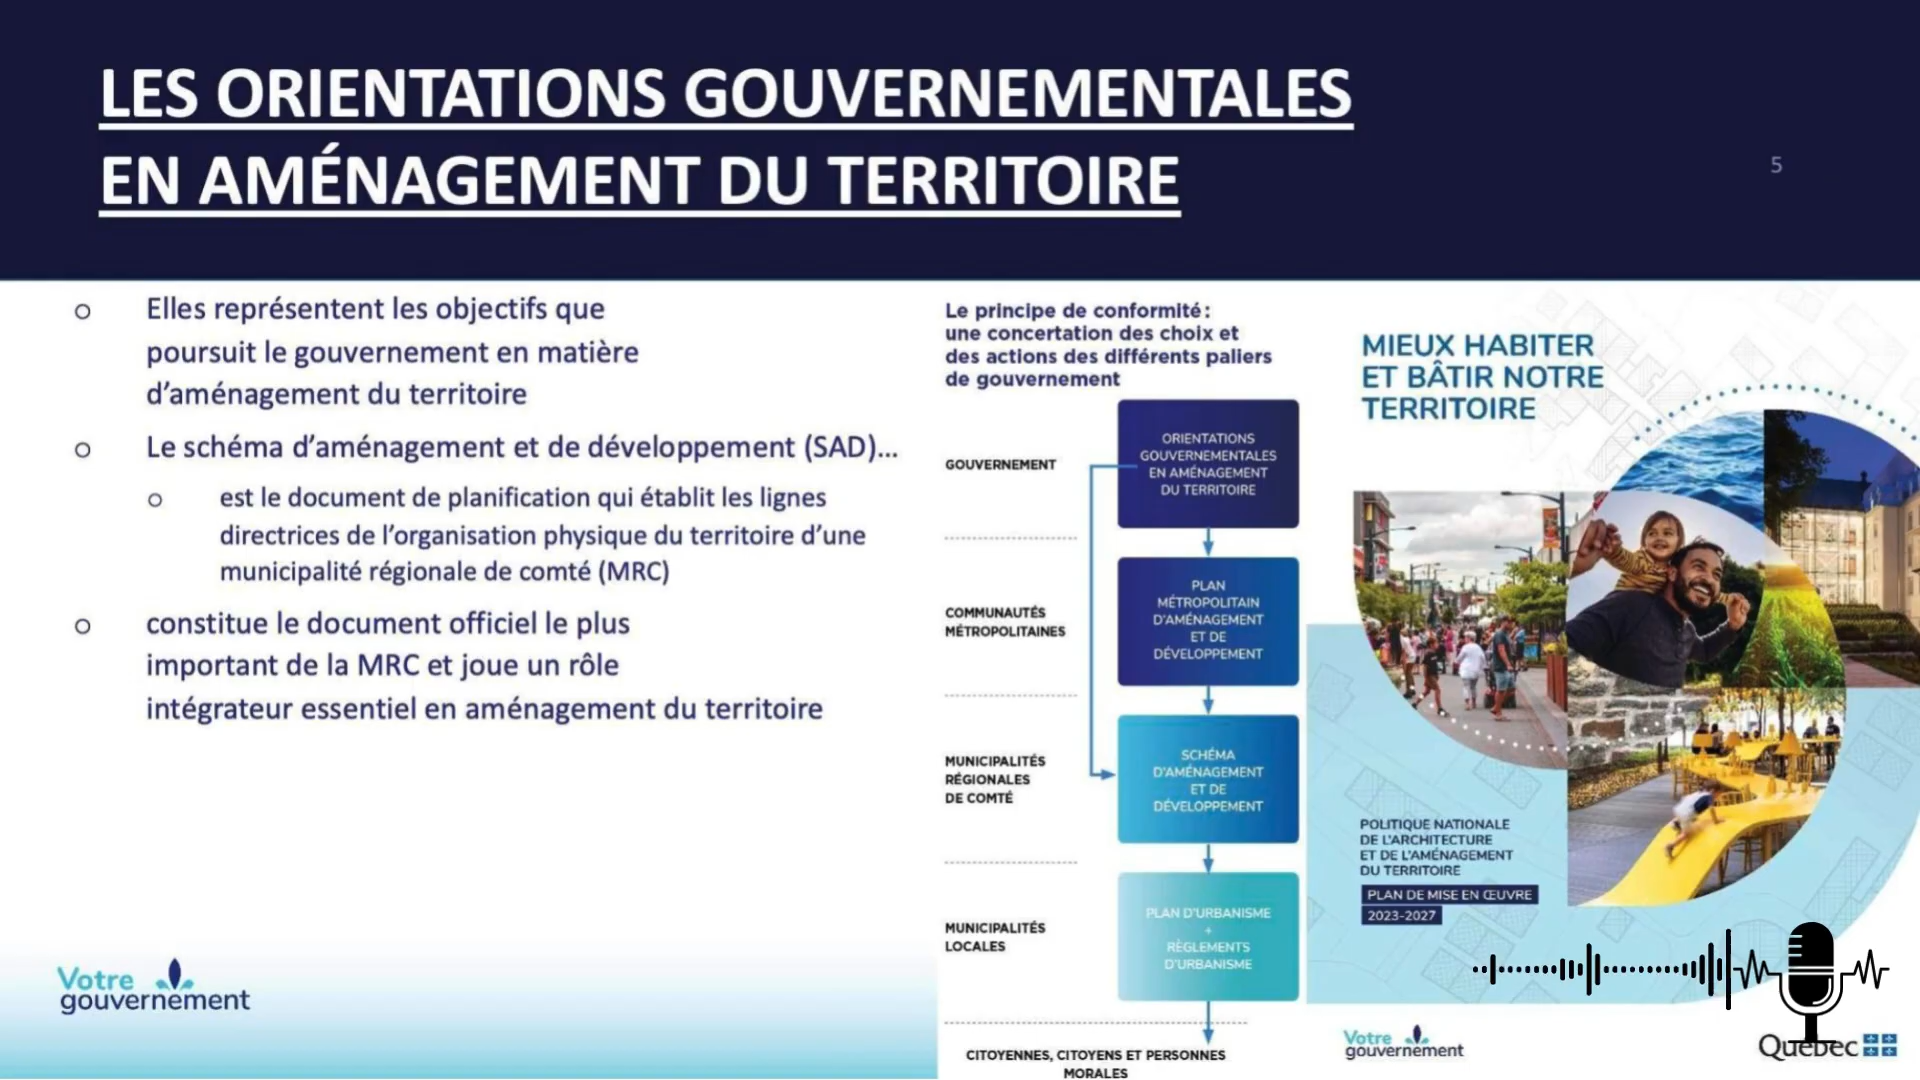 LES ORIENTATIONS GOUVERNEMENTALES
EN AMÉNAGEMENT DU TERRITOIRE
5
o Elles représentent les objectifs que
poursuit le gouvernement en matière
d’aménagement du territoire
o Le schéma d’aménagement et de développement (SAD)...
o est le document de planification qui établit les lignes
directrices de l’organisation physique du territoire d’une
municipalité régionale de comté (MRC)
o constitue le document officiel le plus
important de la MRC et joue un rôle
intégrateur essentiel en aménagement du territoire
Votre
gouvernement
Le principe de conformité :
une concertation des choix et
des actions des différents paliers
de gouvernement
GOUVERNEMENT
ORIENTATIONS
GOUVERNEMENTALES
EN AMÉNAGEMENT
DU TERRITOIRE
COMMUNAUTÉS
MÉTROPOLITAINES
PLAN
MÉTROPOLITAIN
D'AMÉNAGEMENT
ET DE
DÉVELOPPEMENT
MUNICIPALITÉS
RÉGIONALES
DE COMTÉ
SCHÉMA
D'AMÉNAGEMENT
ET DE
DÉVELOPPEMENT
MUNICIPALITÉS
LOCALES
PLAN D'URBANISME
+
RÈGLEMENTS
D'URBANISME
CITOYENNES, CITOYENS ET PERSONNES
MORALES
MIEUX HABITER
ET BÂTIR NOTRE
TERRITOIRE
POLITIQUE NATIONALE
DE L'ARCHITECTURE
ET DE L'AMÉNAGEMENT
DU TERRITOIRE
PLAN DE MISE EN ŒUVRE
2023-2027
Votre
gouvernement
Québec